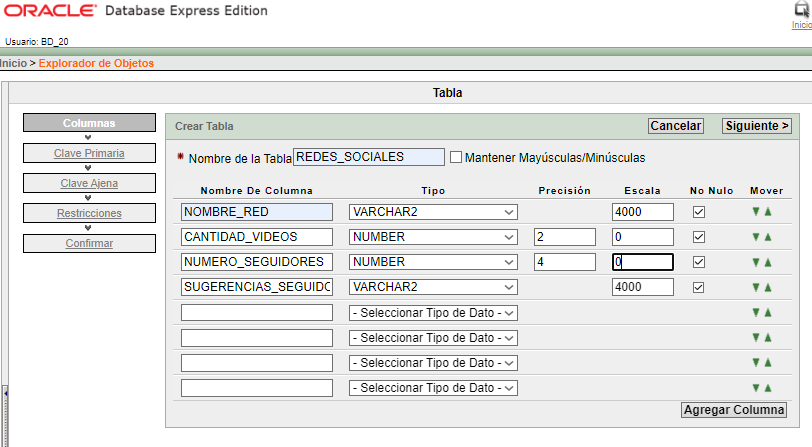 ORACLE Database Express Edition
Inicio
Usuario: BD_20
Inicio > Explorador de Objetos
Tabla
Columnas
Clave Primaria
Clave Ajena
Restricciones
Confirmar
Crear Tabla
Cancelar
Siguiente >
* Nombre de la Tabla REDES_SOCIALES Mantener Mayúsculas/Minúsculas
Nombre De Columna Tipo Precisión Escala No Nulo Mover
NOMBRE_RED VARCHAR2 4000
CANTIDAD_VIDEOS NUMBER 2 0
NUMERO_SEGUIDORES NUMBER 4 0
SUGERENCIAS_SEGUIDO VARCHAR2 4000
- Seleccionar Tipo de Dato -
- Seleccionar Tipo de Dato -
- Seleccionar Tipo de Dato -
- Seleccionar Tipo de Dato -
Agregar Columna